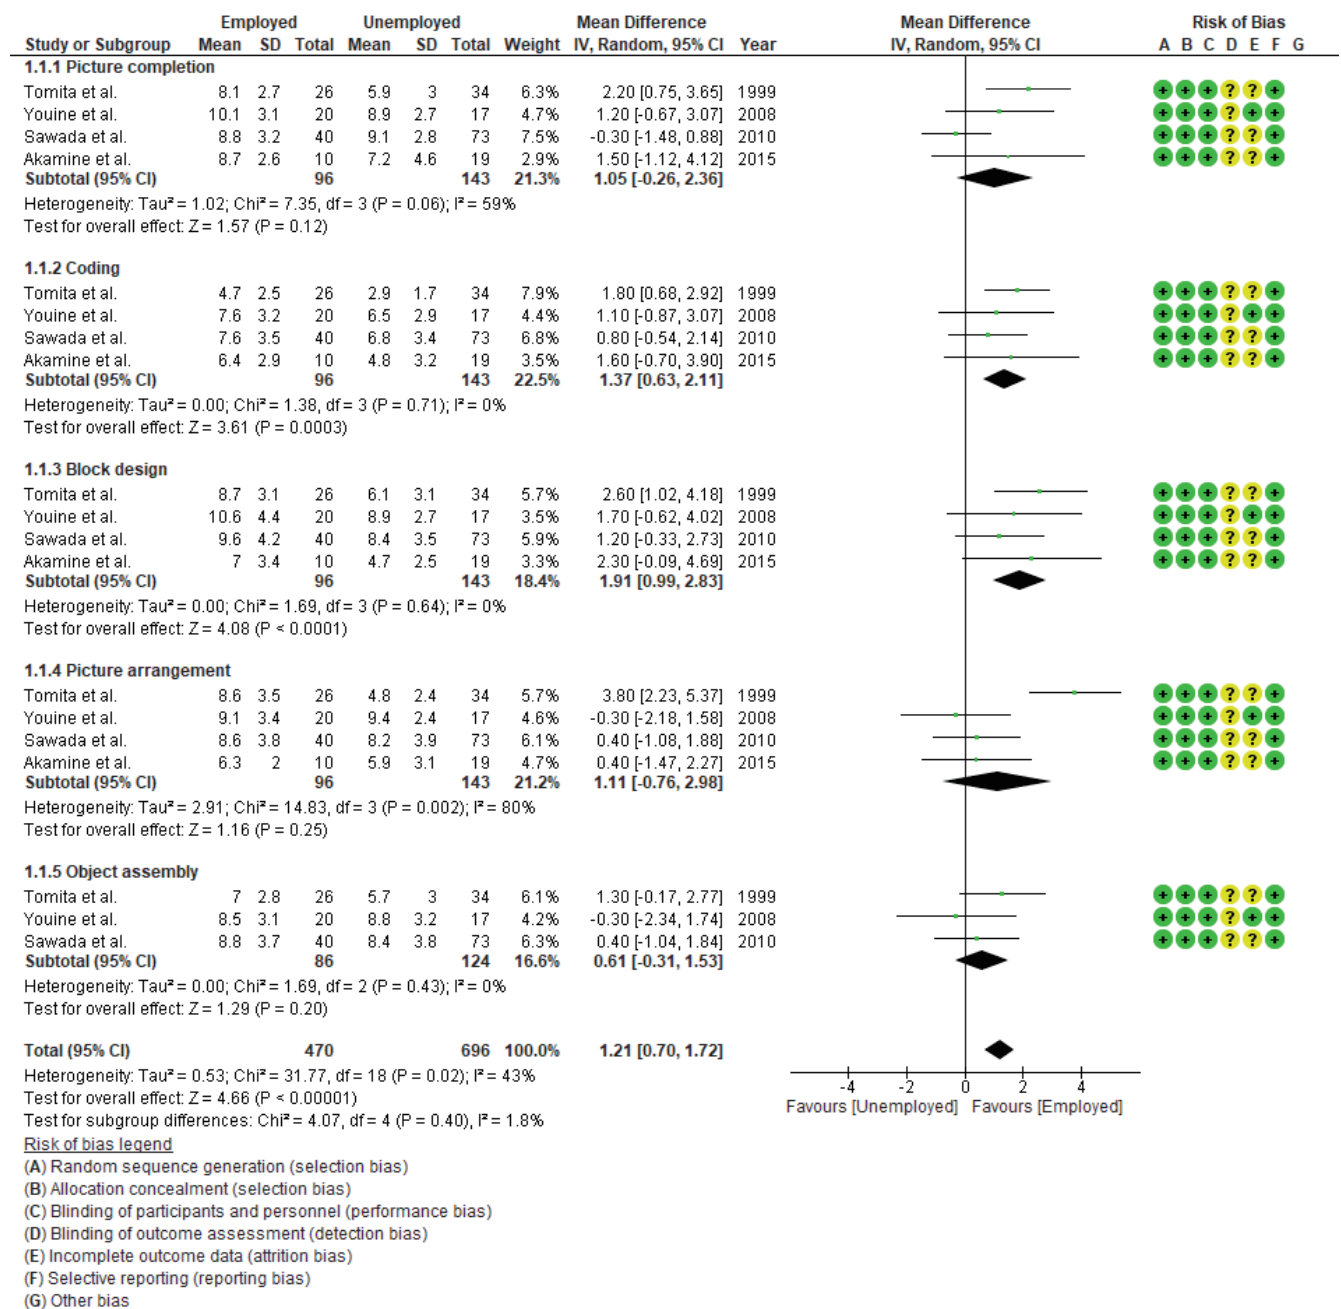 Employed Unemployed Mean Difference Mean Difference Risk of Bias
Study or Subgroup Mean SD Total Mean SD Total Weight IV, Random, 95% CI Year IV, Random, 95% CI A B C D E F G
1.1.1 Picture completion
Tomita et al. 8.1 2.7 26 5.9 3 34 6.3% 2.20 [0.75, 3.65] 1999 + + + ? ? +
Youine et al. 10.1 3.1 20 8.9 2.7 17 4.7% 1.20 [-0.67, 3.07] 2008 + + + ? + +
Sawada et al. 8.8 3.2 40 9.1 2.8 73 7.5% -0.30 [-1.48, 0.88] 2010 + + + ? ? +
Akamine et al. 8.7 2.6 10 7.2 4.6 19 2.9% 1.50 [-1.12, 4.12] 2015 + + + ? ? +
Subtotal (95% CI) 96 143 21.3% 1.05 [-0.26, 2.36]
Heterogeneity: Tau² = 1.02; Chi² = 7.35, df = 3 (P = 0.06); I² = 59%
Test for overall effect: Z = 1.57 (P = 0.12)
1.1.2 Coding
Tomita et al. 4.7 2.5 26 2.9 1.7 34 7.9% 1.80 [0.68, 2.92] 1999 + + + ? ? +
Youine et al. 7.6 3.2 20 6.5 2.9 17 4.4% 1.10 [-0.87, 3.07] 2008 + + + ? + +
Sawada et al. 7.6 3.5 40 6.8 3.4 73 6.8% 0.80 [-0.54, 2.14] 2010 + + + ? ? +
Akamine et al. 6.4 2.9 10 4.8 3.2 19 3.5% 1.60 [-0.70, 3.90] 2015 + + + ? ? +
Subtotal (95% CI) 96 143 22.5% 1.37 [0.63, 2.11]
Heterogeneity: Tau² = 0.00; Chi² = 1.38, df = 3 (P = 0.71); I² = 0%
Test for overall effect: Z = 3.61 (P = 0.0003)
1.1.3 Block design
Tomita et al. 8.7 3.1 26 6.1 3.1 34 5.7% 2.60 [1.02, 4.18] 1999 + + + ? ? +
Youine et al. 10.6 4.4 20 8.9 2.7 17 3.5% 1.70 [-0.62, 4.02] 2008 + + + ? + +
Sawada et al. 9.6 4.2 40 8.4 3.5 73 5.9% 1.20 [-0.33, 2.73] 2010 + + + ? ? +
Akamine et al. 7 3.4 10 4.7 2.5 19 3.3% 2.30 [-0.09, 4.69] 2015 + + + ? ? +
Subtotal (95% CI) 96 143 18.4% 1.91 [0.99, 2.83]
Heterogeneity: Tau² = 0.00; Chi² = 1.69, df = 3 (P = 0.64); I² = 0%
Test for overall effect: Z = 4.08 (P < 0.0001)
1.1.4 Picture arrangement
Tomita et al. 8.6 3.5 26 4.8 2.4 34 5.7% 3.80 [2.23, 5.37] 1999 + + + ? ? +
Youine et al. 9.1 3.4 20 9.4 2.4 17 4.6% -0.30 [-2.18, 1.58] 2008 + + + ? + +
Sawada et al. 8.6 3.8 40 8.2 3.9 73 6.1% 0.40 [-1.08, 1.88] 2010 + + + ? ? +
Akamine et al. 6.3 2 10 5.9 3.1 19 4.7% 0.40 [-1.47, 2.27] 2015 + + + ? ? +
Subtotal (95% CI) 96 143 21.2% 1.11 [-0.76, 2.98]
Heterogeneity: Tau² = 2.91; Chi² = 14.83, df = 3 (P = 0.002); I² = 80%
Test for overall effect: Z = 1.16 (P = 0.25)
1.1.5 Object assembly
Tomita et al. 7 2.8 26 5.7 3 34 6.1% 1.30 [-0.17, 2.77] 1999 + + + ? ? +
Youine et al. 8.5 3.1 20 8.8 3.2 17 4.2% -0.30 [-2.34, 1.74] 2008 + + + ? + +
Sawada et al. 8.8 3.7 40 8.4 3.8 73 6.3% 0.40 [-1.04, 1.84] 2010 + + + ? ? +
Subtotal (95% CI) 86 124 16.6% 0.61 [-0.31, 1.53]
Heterogeneity: Tau² = 0.00; Chi² = 1.69, df = 2 (P = 0.43); I² = 0%
Test for overall effect: Z = 1.29 (P = 0.20)
Total (95% CI) 470 696 100.0% 1.21 [0.70, 1.72]
Heterogeneity: Tau² = 0.53; Chi² = 31.77, df = 18 (P = 0.02); I² = 43%
-4 -2 0 2 4
Test for overall effect: Z = 4.66 (P < 0.00001)
Favours [Unemployed] Favours [Employed]
Test for subgroup differences: Chi² = 4.07, df = 4 (P = 0.40), I² = 1.8%
Risk of bias legend
(A) Random sequence generation (selection bias)
(B) Allocation concealment (selection bias)
(C) Blinding of participants and personnel (performance bias)
(D) Blinding of outcome assessment (detection bias)
(E) Incomplete outcome data (attrition bias)
(F) Selective reporting (reporting bias)
(G) Other bias